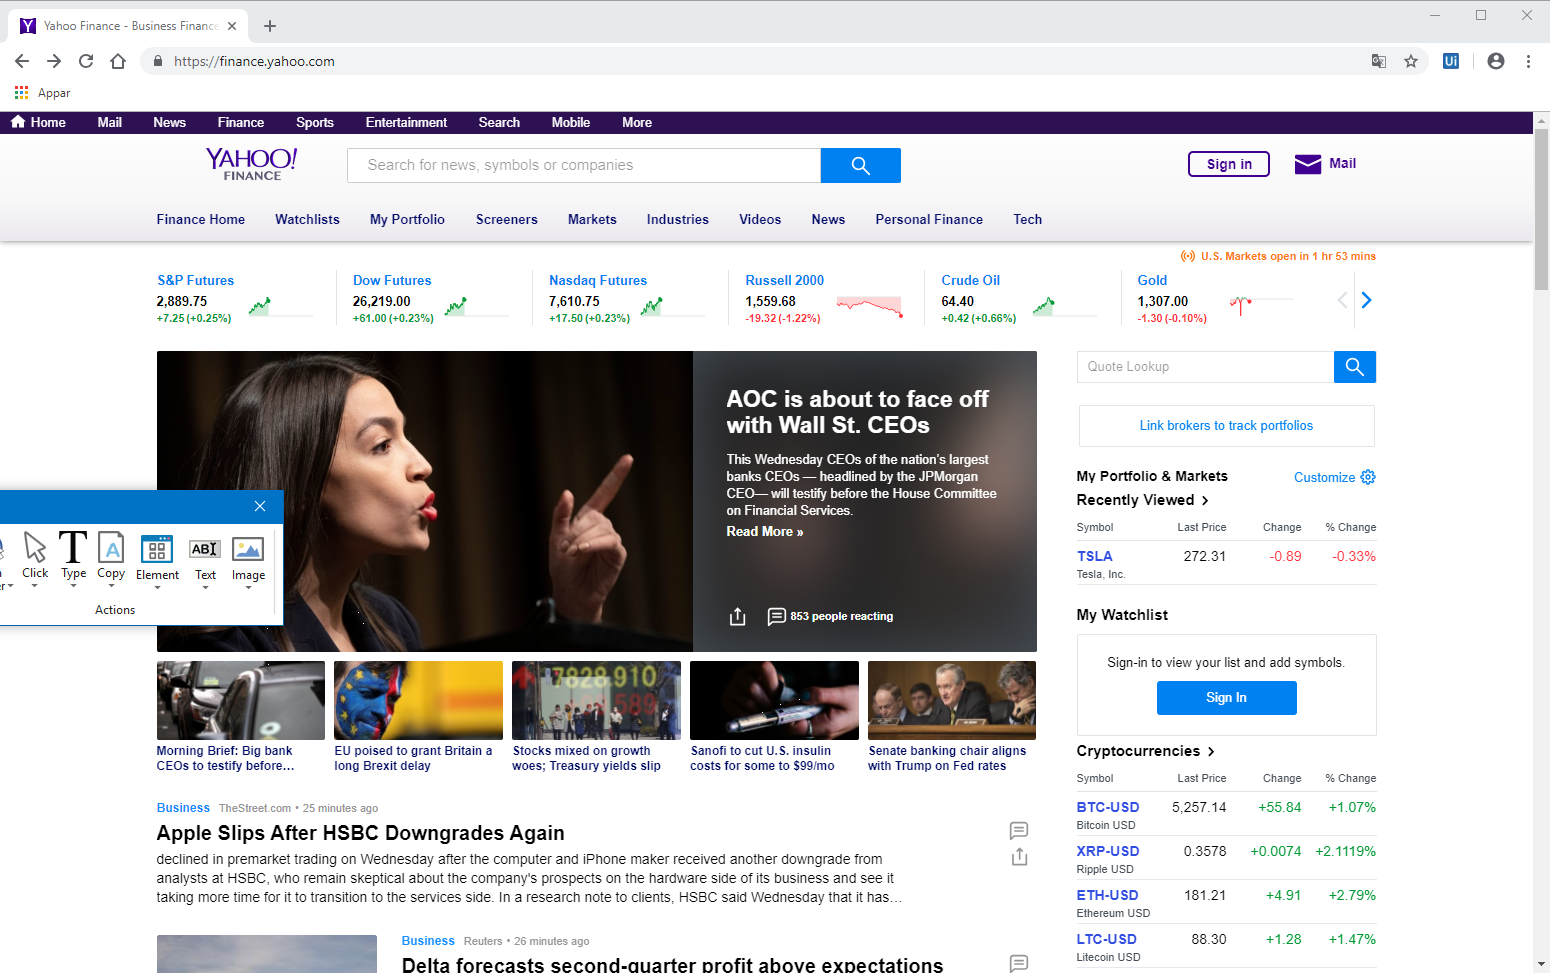 Yahoo Finance - Business Finance
https://finance.yahoo.com
Ui
Appar
Home Mail News Finance Sports Entertainment Search Mobile More
YAHOO!
FINANCE
Search for news, symbols or companies
Sign in
Mail
Finance Home Watchlists My Portfolio Screeners Markets Industries Videos News Personal Finance Tech
U.S. Markets open in 1 hr 53 mins
S&P Futures
2,889.75
+7.25 (+0.25%)
Dow Futures
26,219.00
+61.00 (+0.23%)
Nasdaq Futures
7,610.75
+17.50 (+0.23%)
Russell 2000
1,559.68
-19.32 (-1.22%)
Crude Oil
64.40
+0.42 (+0.66%)
Gold
1,307.00
-1.30 (-0.10%)
AOC is about to face off
with Wall St. CEOs
This Wednesday CEOs of the nation's largest
banks CEOs — headlined by the JPMorgan
CEO— will testify before the House Committee
on Financial Services.
Read More »
853 people reacting
Click
T
Type
A
Copy
Element
AB
Text
Image
Actions
7828.910
589
Morning Brief: Big bank
CEOs to testify before...
EU poised to grant Britain a
long Brexit delay
Stocks mixed on growth
woes; Treasury yields slip
Sanofi to cut U.S. insulin
costs for some to $99/mo
Senate banking chair aligns
with Trump on Fed rates
Business TheStreet.com • 25 minutes ago
Apple Slips After HSBC Downgrades Again
declined in premarket trading on Wednesday after the computer and iPhone maker received another downgrade from
analysts at HSBC, who remain skeptical about the company's prospects on the hardware side of its business and see it
taking more time for it to transition to the services side. In a research note to clients, HSBC said Wednesday that it has...
Business Reuters • 26 minutes ago
Delta forecasts second-quarter profit above expectations
Quote Lookup
Link brokers to track portfolios
My Portfolio & Markets
Customize
Recently Viewed
Symbol Last Price Change % Change
TSLA 272.31 -0.89 -0.33%
Tesla, Inc.
My Watchlist
Sign-in to view your list and add symbols.
Sign In
Cryptocurrencies
Symbol Last Price Change % Change
BTC-USD 5,257.14 +55.84 +1.07%
Bitcoin USD
XRP-USD 0.3578 +0.0074 +2.1119%
Ripple USD
ETH-USD 181.21 +4.91 +2.79%
Ethereum USD
LTC-USD 88.30 +1.28 +1.47%
Litecoin USD